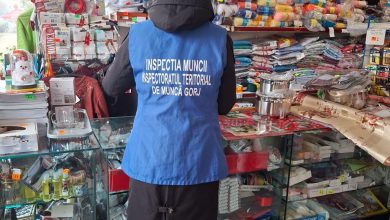 INSPECTIA MUNCII
INSPECTORATUL TERITORIAL
DE MUNCĂ GORJ